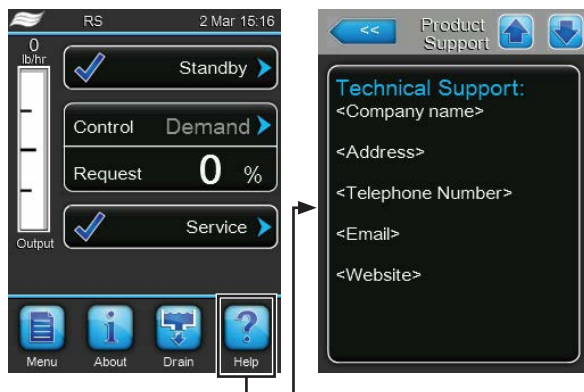 RS 2 Mar 15:16
0
lb/hr
Standby
Control Demand
Request 0 %
Service
Output
Menu About Drain Help
<< Product
Support
Technical Support:
<Company name>
<Address>
<Telephone Number>
<Email>
<Website>